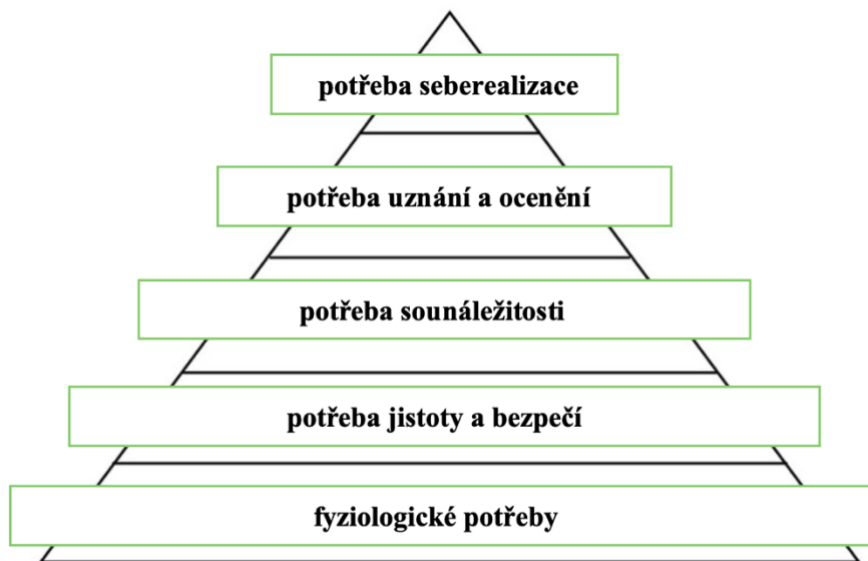 potřeba seberealizace
potřeba uznání a ocenění
potřeba sounáležitosti
potřeba jistoty a bezpečí
fyziologické potřeby